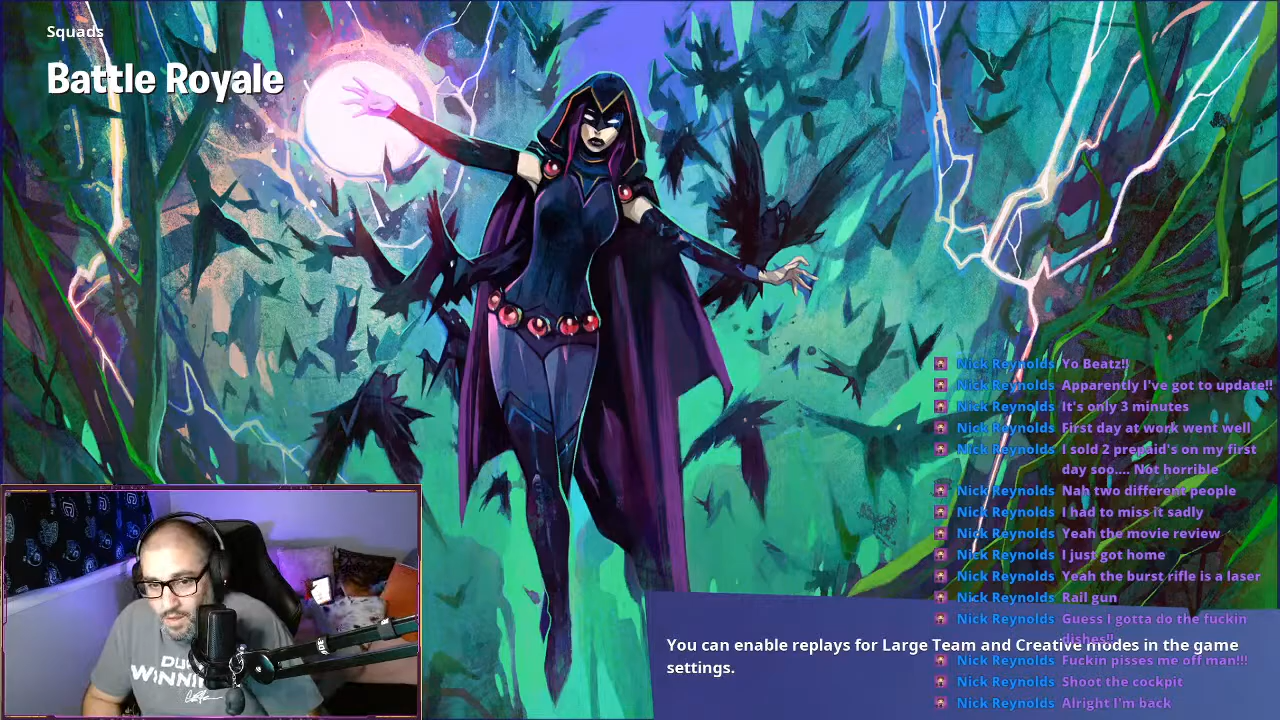 Squads
Battle Royale
Nick Reynolds Yo Beatz!!
Nick Reynolds Apparently I've got to update!!
Nick Reynolds It's only 3 minutes
Nick Reynolds First day at work went well
Nick Reynolds I sold 2 prepaid's on my first
day soo.... Not horrible
Nick Reynolds Nah two different people
Nick Reynolds I had to miss it sadly
Nick Reynolds Yeah the movie review
Nick Reynolds I just got home
Nick Reynolds Yeah the burst rifle is a laser
Nick Reynolds Rail gun
Nick Reynolds Guess I gotta do the fuckin
dishes!!
Nick Reynolds Fuckin pisses me off man!!!
Nick Reynolds Shoot the cockpit
Nick Reynolds Alright I'm back
You can enable replays for Large Team and Creative modes in the game
settings.
WINNI